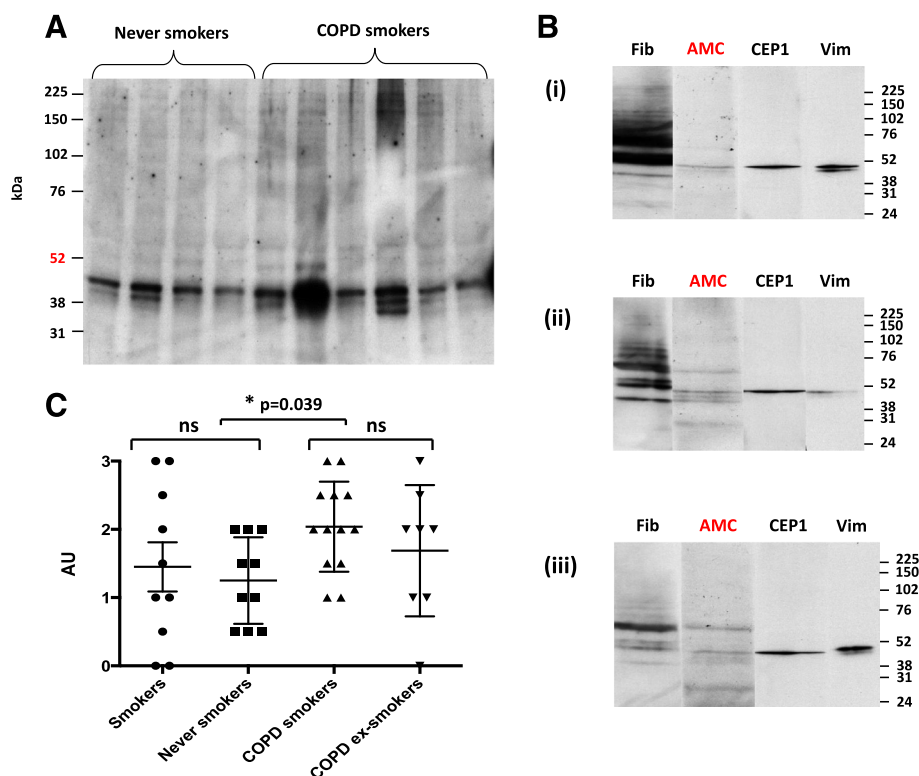 A
Never smokers
COPD smokers
kDa
225
150
102
76
52
38
31
B
(i)
Fib AMC CEP1 Vim
225
150
102
76
52
38
31
24
(ii)
Fib AMC CEP1 Vim
225
150
102
76
52
38
31
24
(iii)
Fib AMC CEP1 Vim
225
150
102
76
52
38
31
24
C
* p=0.039
ns ns
AU
3
2
1
0
Smokers
Never smokers
COPD smokers
COPD ex-smokers